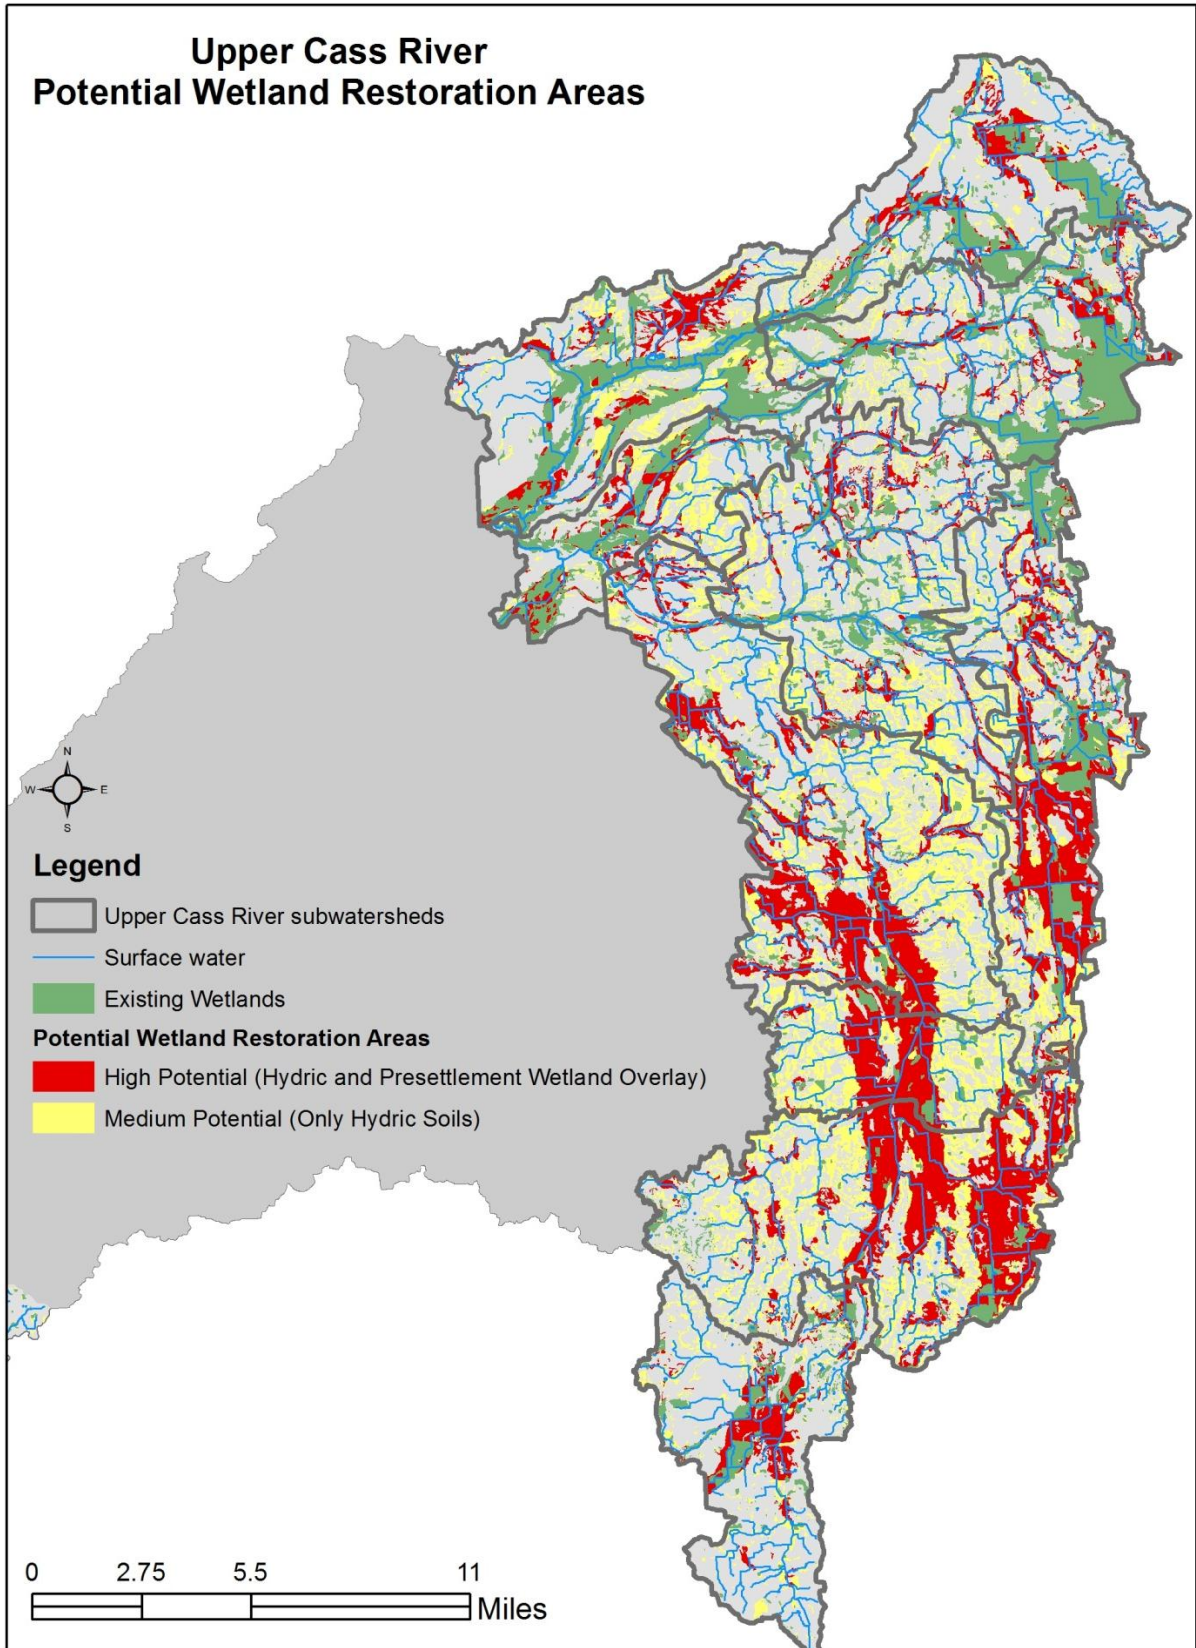 Upper Cass River
Potential Wetland Restoration Areas
N
W E
S
Legend
Upper Cass River subwatersheds
Surface water
Existing Wetlands
Potential Wetland Restoration Areas
High Potential (Hydric and Presettlement Wetland Overlay)
Medium Potential (Only Hydric Soils)
0 2.75 5.5 11
Miles